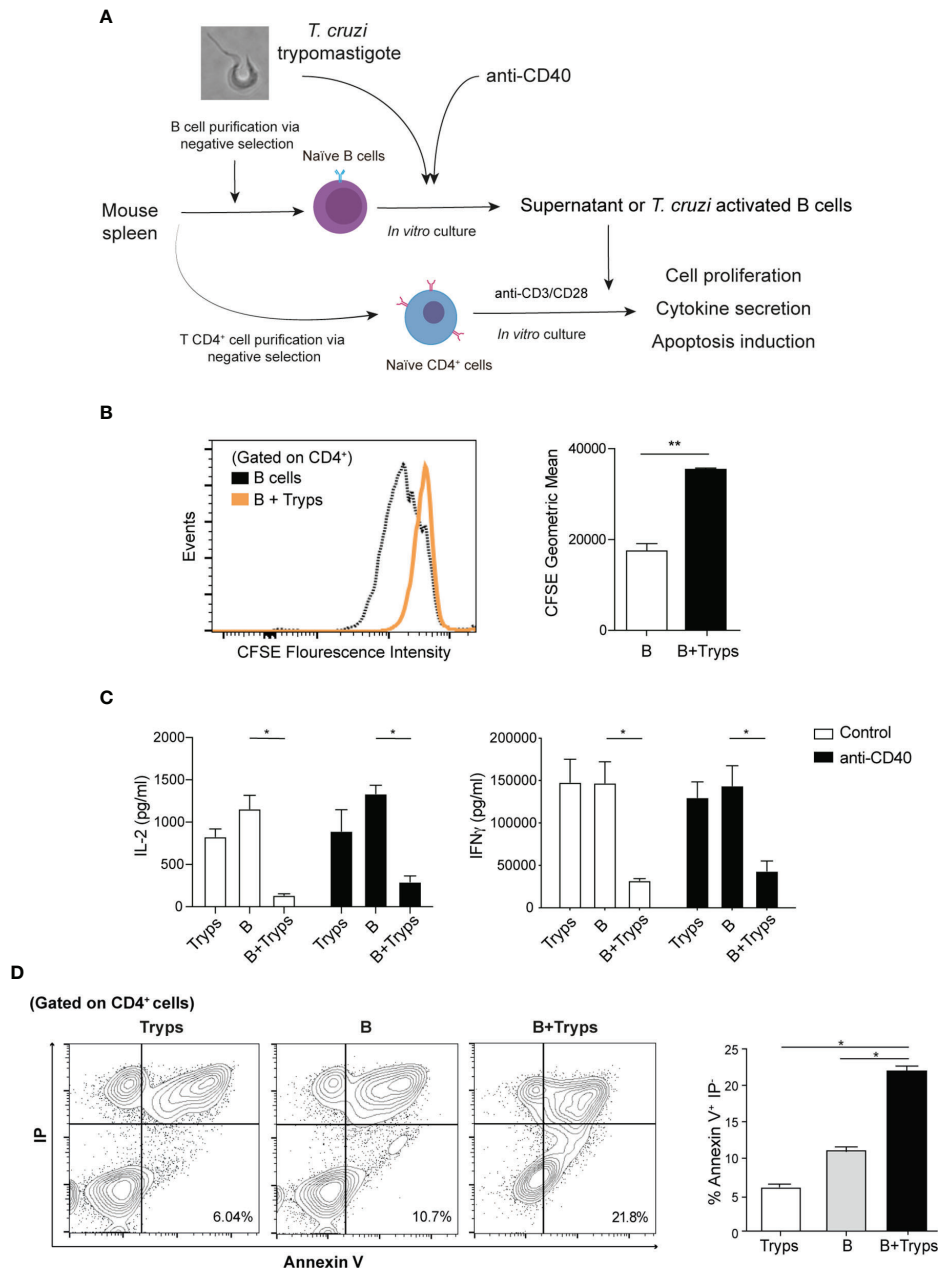 A
T. cruzi
trypomastigote
anti-CD40
B cell purification via
negative selection
Naïve B cells
Mouse
spleen
In vitro culture
Supernatant or T. cruzi activated B cells
anti-CD3/CD28
In vitro culture
Cell proliferation
Cytokine secretion
Apoptosis induction
T CD4⁺ cell purification via
negative selection
Naïve CD4⁺ cells
B
(Gated on CD4⁺)
B cells
B + Tryps
Events
CFSE Flourescence Intensity
CFSE Geometric Mean
40000
20000
0
**
B
B+Tryps
C
IL-2 (pg/ml)
2000
1500
1000
500
0
*
*
Tryps
B
B+Tryps
Tryps
B
B+Tryps
IFNγ (pg/ml)
200000
150000
100000
50000
0
*
*
Tryps
B
B+Tryps
Tryps
B
B+Tryps
Control
anti-CD40
D
(Gated on CD4⁺ cells)
Tryps
B
B+Tryps
IP
6.04%
10.7%
21.8%
Annexin V
% Annexin V⁺ IP⁻
25
20
15
10
5
0
*
*
Tryps
B
B+Tryps